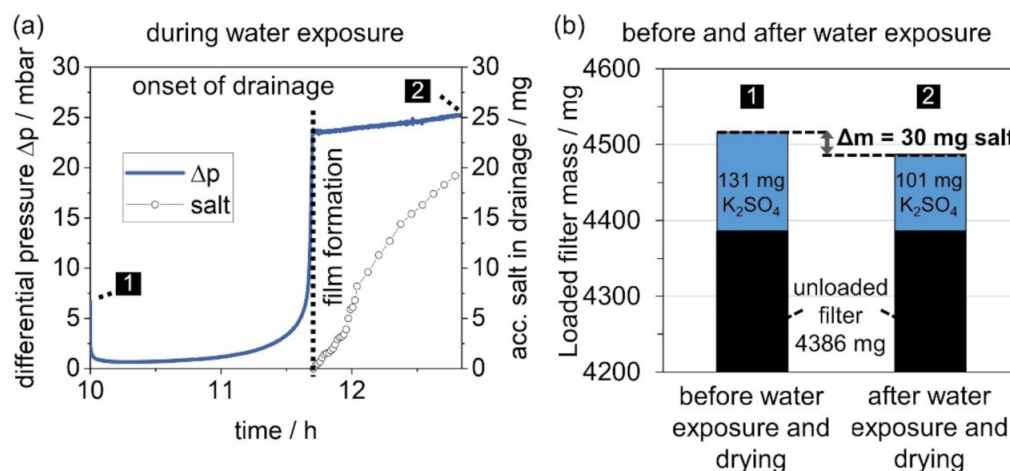 (a)
during water exposure
30
25
20
15
10
5
0
differential pressure Δp / mbar
onset of drainage
Δp
salt
film formation
1
2
30
25
20
15
10
5
0
acc. salt in drainage / mg
10
11
12
time / h
(b)
before and after water exposure
4600
4500
4400
4300
4200
Loaded filter mass / mg
1
2
Δm = 30 mg salt
131 mg
K₂SO₄
101 mg
K₂SO₄
unloaded
filter
4386 mg
before water
exposure and
drying
after water
exposure and
drying